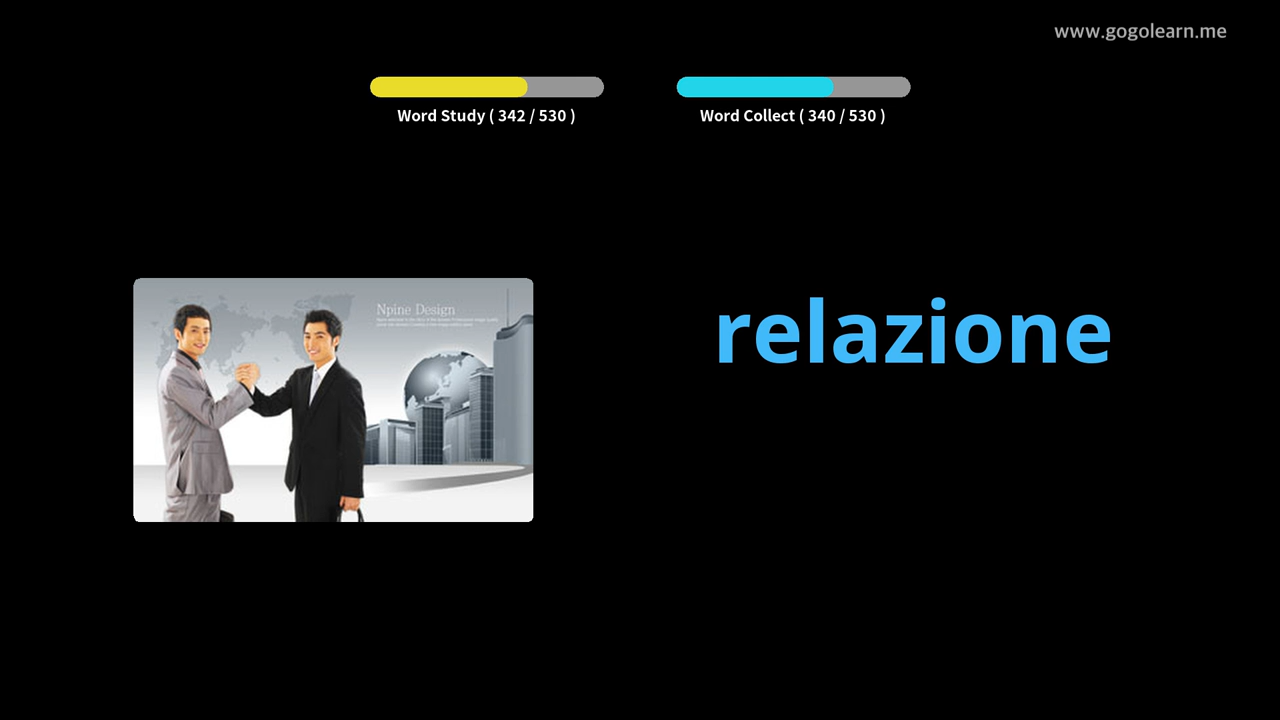 www.gogolearn.me
Word Study ( 342 / 530 )
Word Collect ( 340 / 530 )
Npine Design
relazione